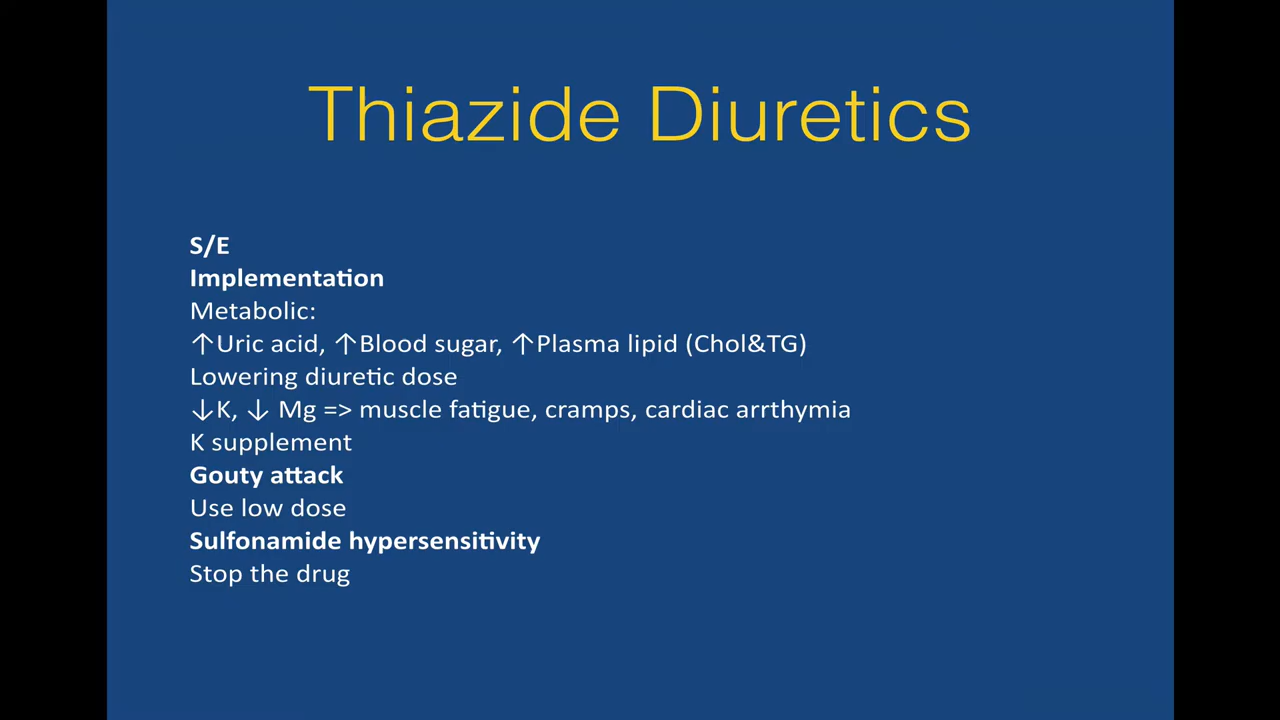 Thiazide Diuretics
S/E
Implementation
Metabolic:
↑Uric acid, ↑Blood sugar, ↑Plasma lipid (Chol&TG)
Lowering diuretic dose
↓K, ↓ Mg => muscle fatigue, cramps, cardiac arrthymia
K supplement
Gouty attack
Use low dose
Sulfonamide hypersensitivity
Stop the drug